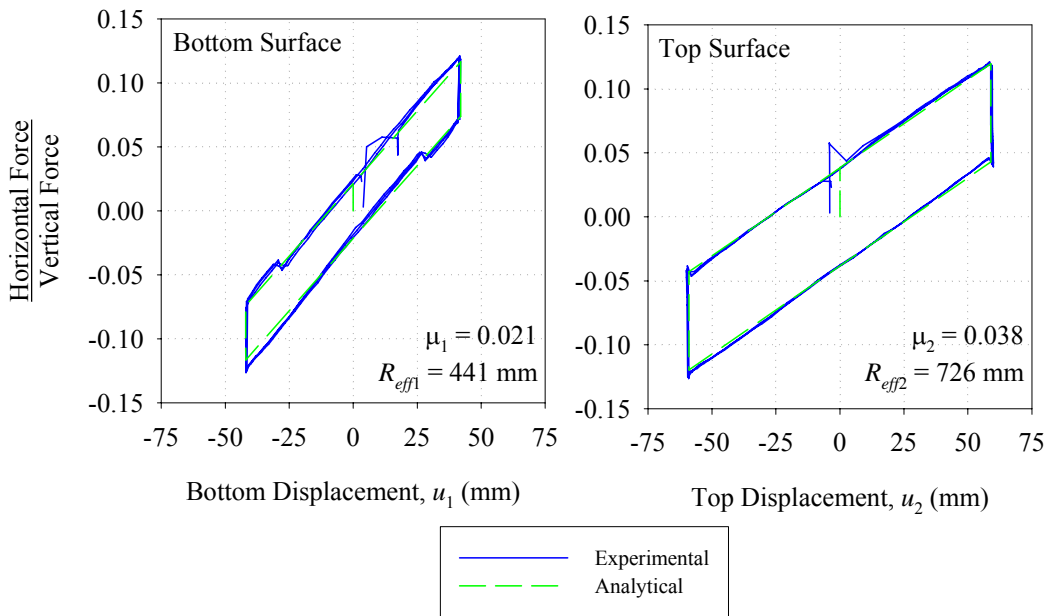 Bottom Surface
Top Surface
Horizontal Force
Vertical Force
0.15
0.10
0.05
0.00
-0.05
-0.10
-0.15
μ1 = 0.021
Reff1 = 441 mm
-75 -50 -25 0 25 50 75
Bottom Displacement, u1 (mm)
0.15
0.10
0.05
0.00
-0.05
-0.10
-0.15
μ2 = 0.038
Reff2 = 726 mm
-75 -50 -25 0 25 50 75
Top Displacement, u2 (mm)
Experimental
Analytical